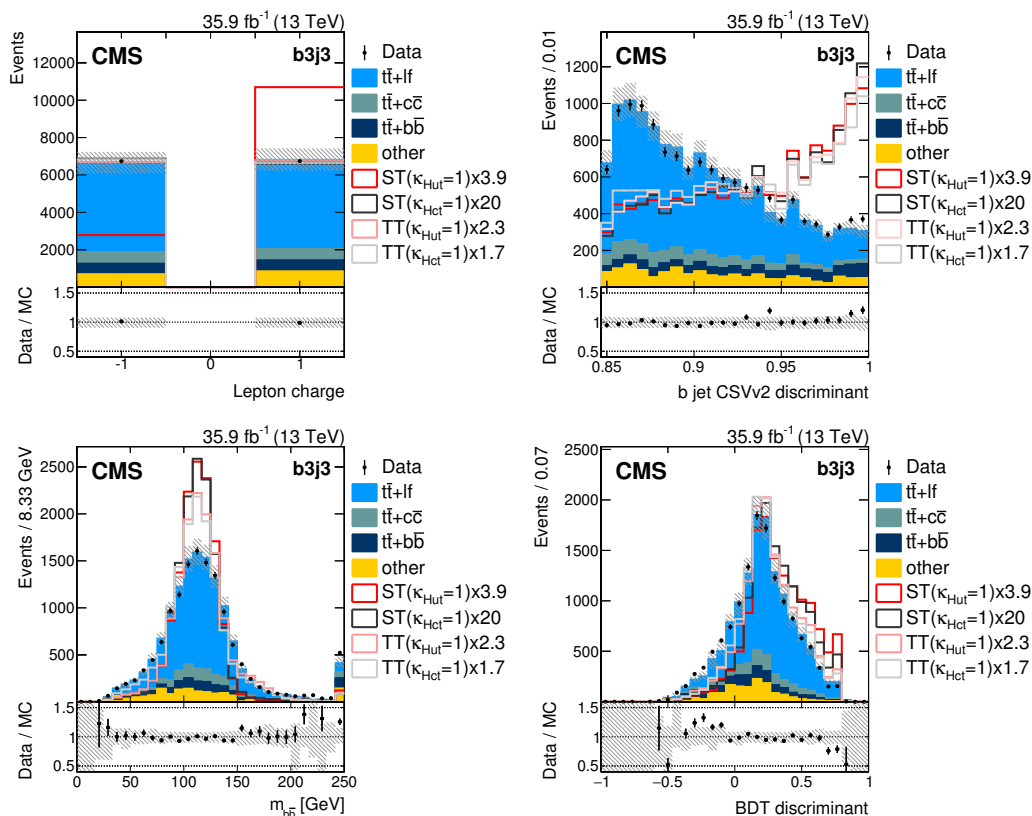 35.9 fb⁻¹ (13 TeV)
Events
CMS
b3j3
12000
10000
8000
6000
4000
2000
Data
tt̄+lf
tt̄+cc̄
tt̄+bb̄
other
ST(κHut=1)x3.9
ST(κHct=1)x20
TT(κHut=1)x2.3
TT(κHct=1)x1.7
Data / MC
1.5
1
0.5
-1
0
1
Lepton charge
35.9 fb⁻¹ (13 TeV)
Events / 0.01
CMS
b3j3
1200
1000
800
600
400
200
Data
tt̄+lf
tt̄+cc̄
tt̄+bb̄
other
ST(κHut=1)x3.9
ST(κHct=1)x20
TT(κHut=1)x2.3
TT(κHct=1)x1.7
Data / MC
1.5
1
0.5
0.85
0.9
0.95
1
b jet CSVv2 discriminant
35.9 fb⁻¹ (13 TeV)
Events / 8.33 GeV
CMS
b3j3
2500
2000
1500
1000
500
Data
tt̄+lf
tt̄+cc̄
tt̄+bb̄
other
ST(κHut=1)x3.9
ST(κHct=1)x20
TT(κHut=1)x2.3
TT(κHct=1)x1.7
Data / MC
1.5
1
0.5
0
50
100
150
200
250
mbb̄ [GeV]
35.9 fb⁻¹ (13 TeV)
Events / 0.07
CMS
b3j3
2500
2000
1500
1000
500
Data
tt̄+lf
tt̄+cc̄
tt̄+bb̄
other
ST(κHut=1)x3.9
ST(κHct=1)x20
TT(κHut=1)x2.3
TT(κHct=1)x1.7
Data / MC
1.5
1
0.5
−1
−0.5
0
0.5
1
BDT discriminant